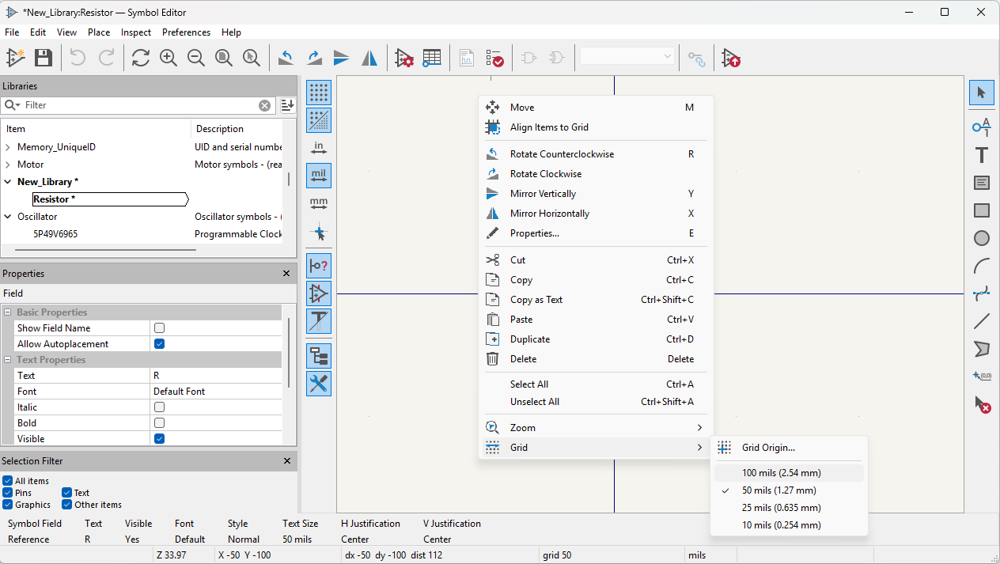 *New_Library:Resistor — Symbol Editor
File Edit View Place Inspect Preferences Help
Libraries
Filter
Item Description
Memory_UniqueID UID and serial numbe
Motor Motor symbols - (rea
New_Library *
Resistor *
Oscillator Oscillator symbols - (
5P49V6965 Programmable Clock
Properties
Field
Basic Properties
Show Field Name
Allow Autoplacement
Text Properties
Text R
Font Default Font
Italic
Bold
Visible
Selection Filter
All items
Pins Text
Graphics Other items
in
mil
mm
Move M
Align Items to Grid
Rotate Counterclockwise R
Rotate Clockwise
Mirror Vertically Y
Mirror Horizontally X
Properties... E
Cut Ctrl+X
Copy Ctrl+C
Copy as Text Ctrl+Shift+C
Paste Ctrl+V
Duplicate Ctrl+D
Delete Delete
Select All Ctrl+A
Unselect All Ctrl+Shift+A
Zoom
Grid
Grid Origin...
100 mils (2.54 mm)
50 mils (1.27 mm)
25 mils (0.635 mm)
10 mils (0.254 mm)
A
1
T
(0,0)
Symbol Field Text Visible Font Style Text Size H Justification V Justification
Reference R Yes Default Normal 50 mils Center Center
Z 33.97 X -50 Y -100 dx -50 dy -100 dist 112 grid 50 mils